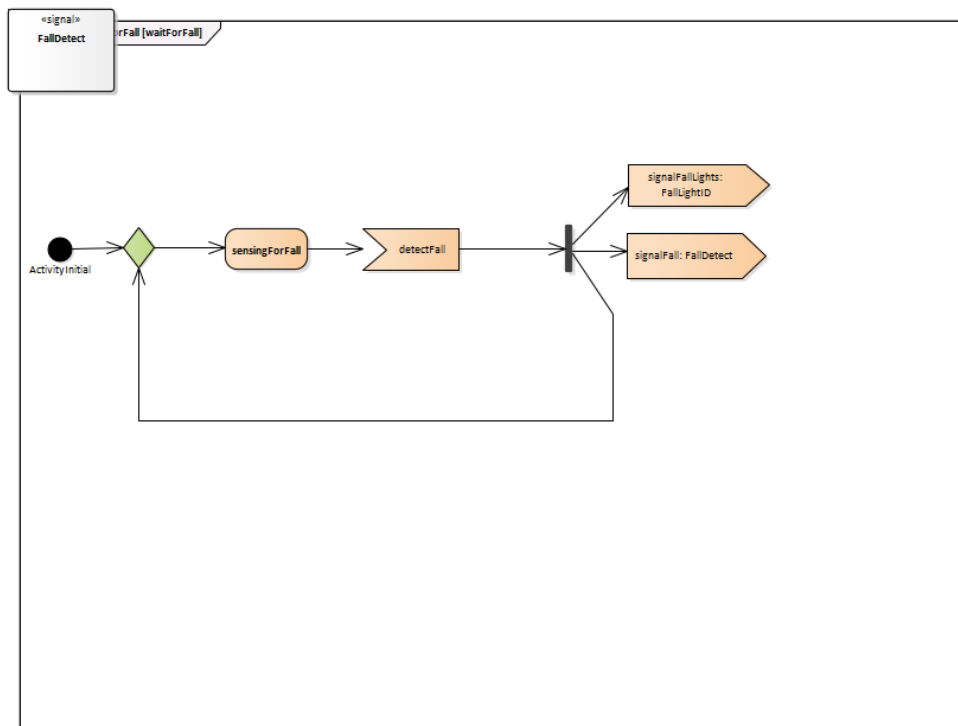 «signal»
FallDetect
rFall [waitForFall]
signalFallLights:
FallLightID
sensingForFall
detectFall
signalFall: FallDetect
ActivityInitial